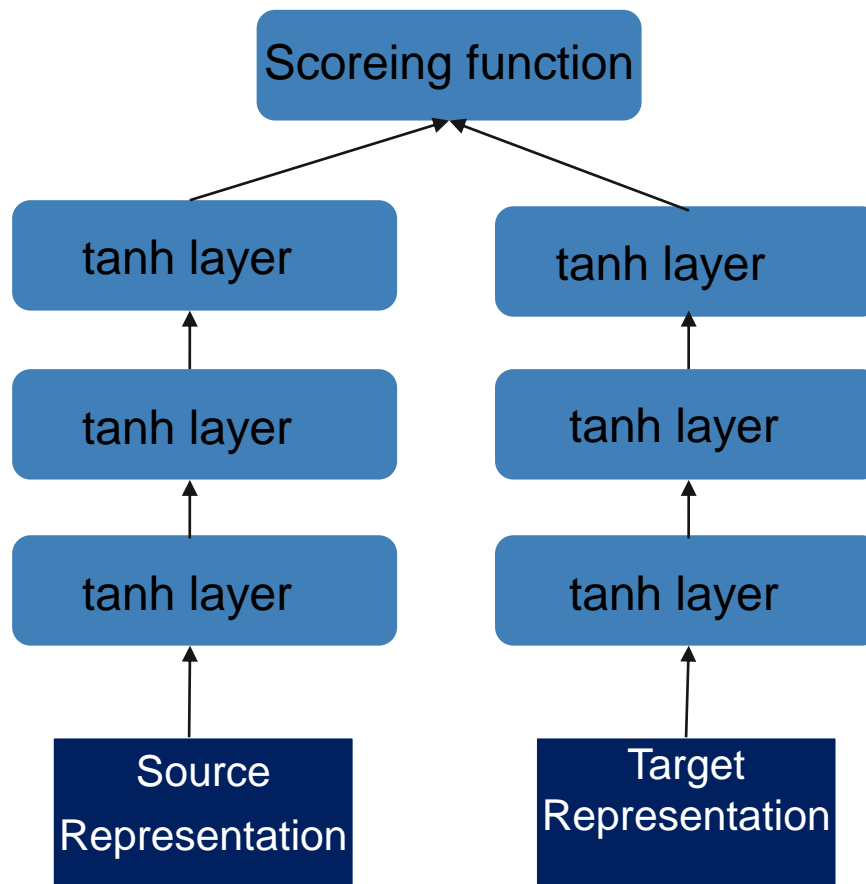 Scoreing function
tanh layer
tanh layer
tanh layer
tanh layer
tanh layer
tanh layer
Source
Representation
Target
Representation